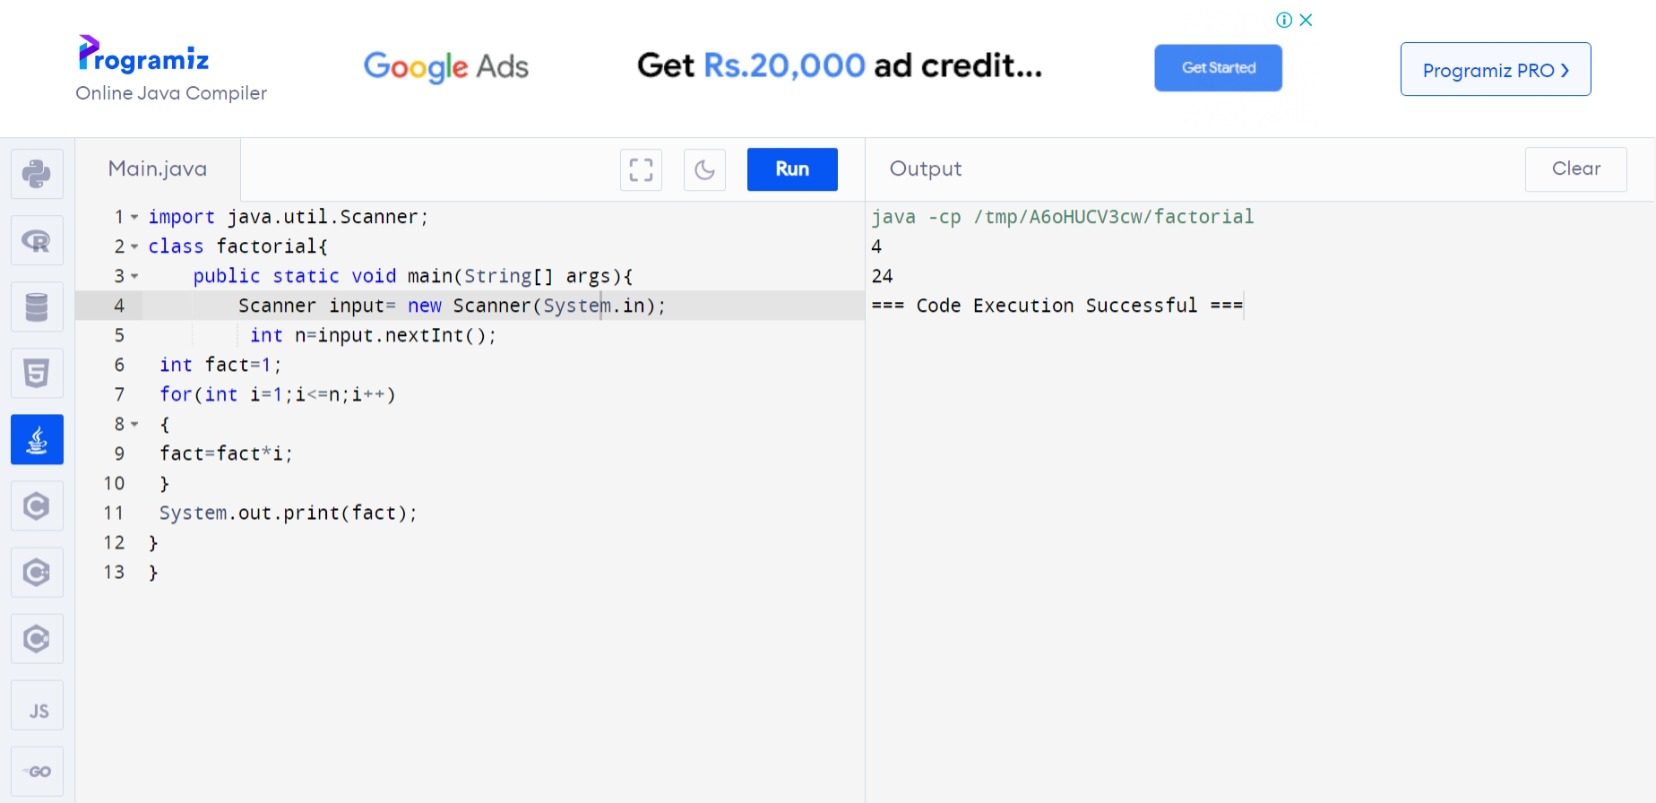 Programiz
Online Java Compiler
Google Ads
Get Rs.20,000 ad credit...
Get Started
Programiz PRO
Main.java
Run
Output
Clear
1 import java.util.Scanner;
2 class factorial{
3 public static void main(String[] args){
4 Scanner input= new Scanner(System.in);
5 int n=input.nextInt();
6 int fact=1;
7 for(int i=1;i<=n;i++)
8 {
9 fact=fact*i;
10 }
11 System.out.print(fact);
12 }
13 }
java -cp /tmp/A6oHUCV3cw/factorial
4
24
=== Code Execution Successful ===
R
5
C
C+
C#
JS
GO